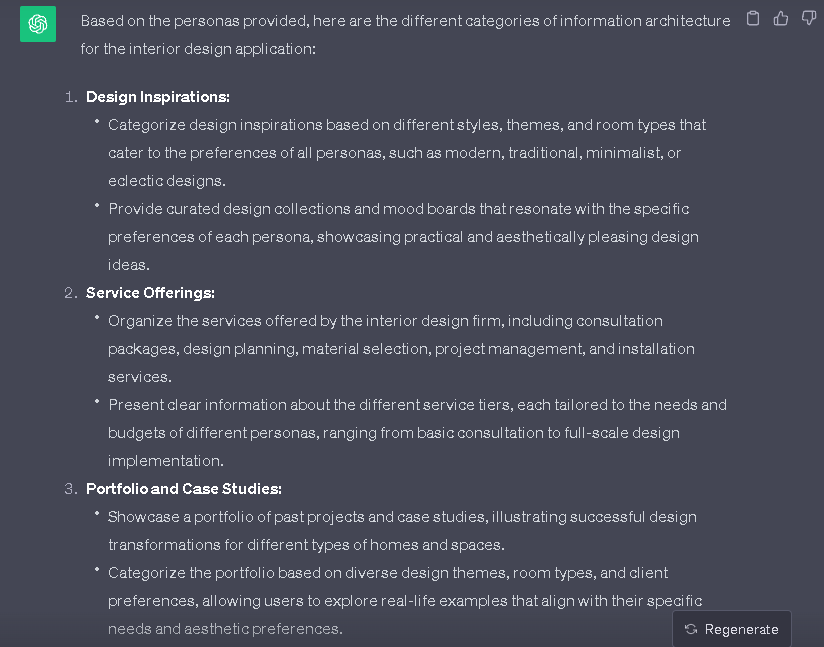 Based on the personas provided, here are the different categories of information architecture
for the interior design application:
1. Design Inspirations:
• Categorize design inspirations based on different styles, themes, and room types that
cater to the preferences of all personas, such as modern, traditional, minimalist, or
eclectic designs.
• Provide curated design collections and mood boards that resonate with the specific
preferences of each persona, showcasing practical and aesthetically pleasing design
ideas.
2. Service Offerings:
• Organize the services offered by the interior design firm, including consultation
packages, design planning, material selection, project management, and installation
services.
• Present clear information about the different service tiers, each tailored to the needs and
budgets of different personas, ranging from basic consultation to full-scale design
implementation.
3. Portfolio and Case Studies:
• Showcase a portfolio of past projects and case studies, illustrating successful design
transformations for different types of homes and spaces.
• Categorize the portfolio based on diverse design themes, room types, and client
preferences, allowing users to explore real-life examples that align with their specific
needs and aesthetic preferences.
Regenerate